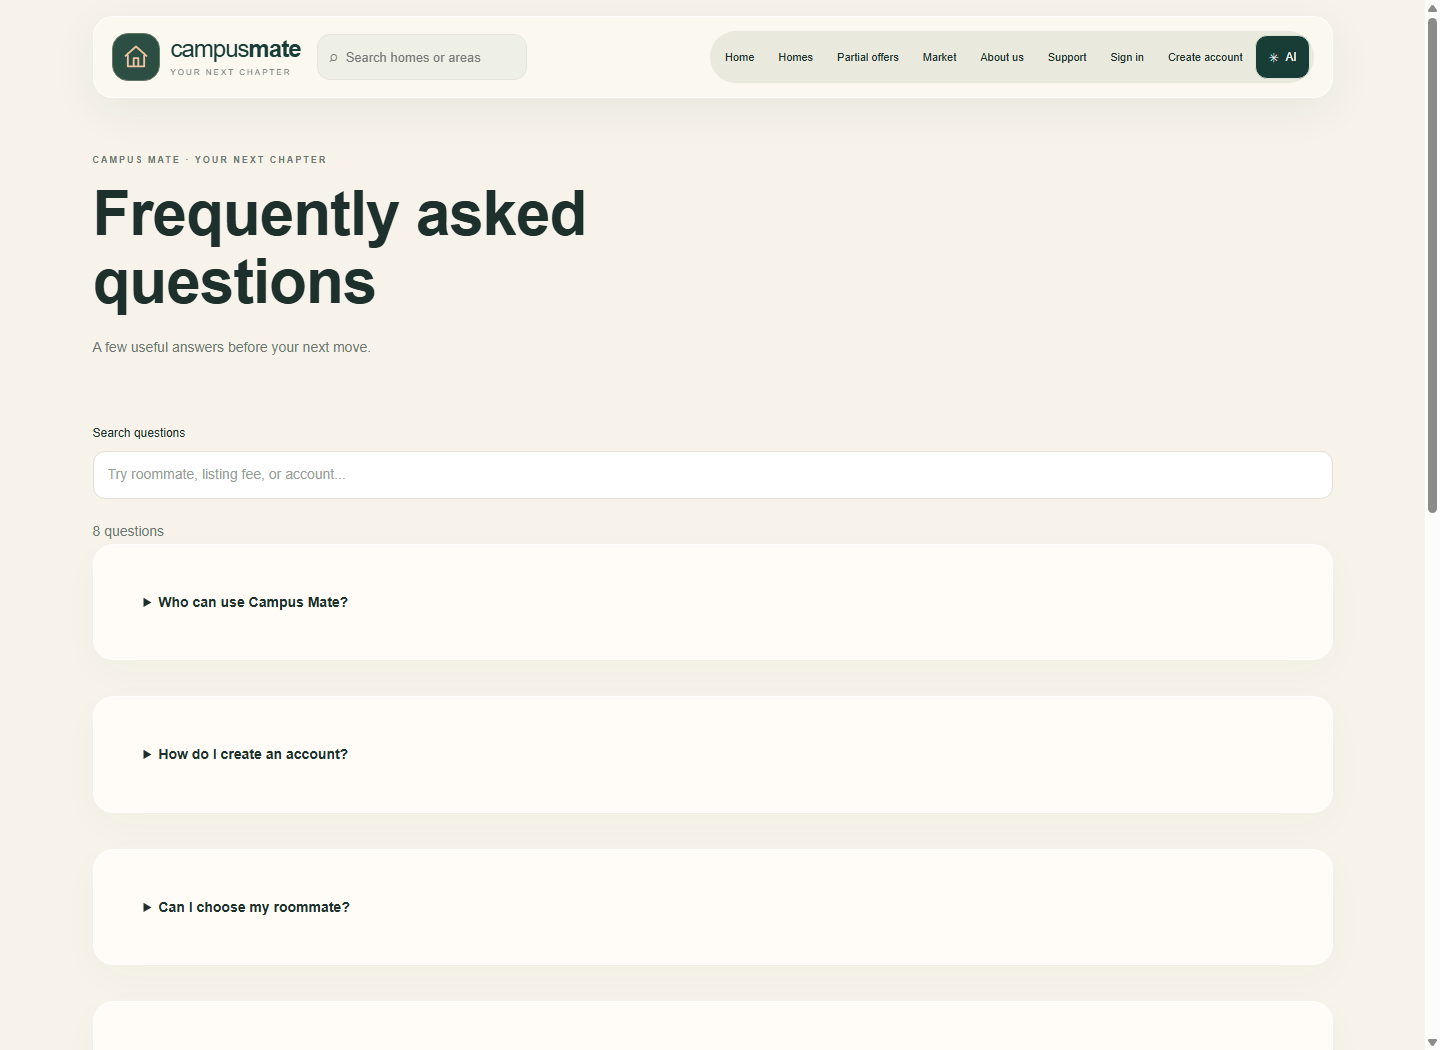 campusmate
YOUR NEXT CHAPTER
Search homes or areas
Home
Homes
Partial offers
Market
About us
Support
Sign in
Create account
AI
CAMPUS MATE · YOUR NEXT CHAPTER
Frequently asked
questions
A few useful answers before your next move.
Search questions
Try roommate, listing fee, or account...
8 questions
Who can use Campus Mate?
How do I create an account?
Can I choose my roommate?